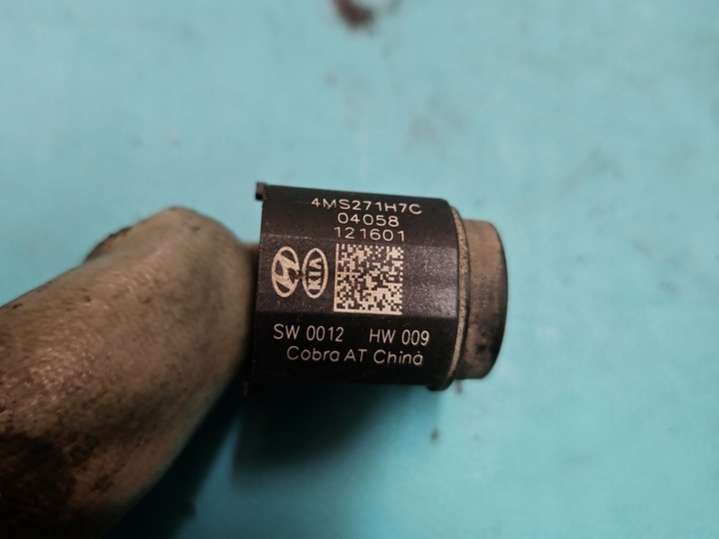 4MS271H7C
04058
121601
KIA
SW 0012 HW 009
Cobra AT China